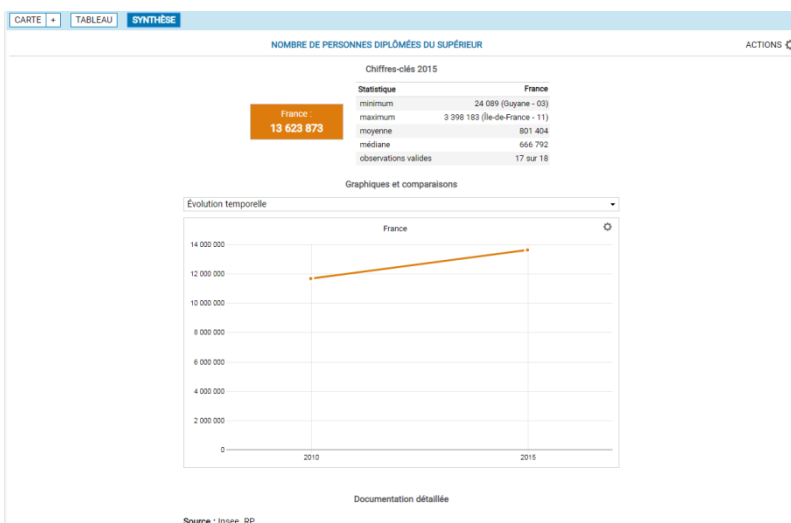 CARTE + TABLEAU SYNTHÈSE
NOMBRE DE PERSONNES DIPLÔMÉES DU SUPÉRIEUR ACTIONS
Chiffres-clés 2015
France :
13 623 873
Statistique France
minimum 24 089 (Guyane - 03)
maximum 3 398 183 (Île-de-France - 11)
moyenne 801 404
médiane 666 792
observations valides 17 sur 18
Graphiques et comparaisons
Évolution temporelle
France
14 000 000
12 000 000
10 000 000
8 000 000
6 000 000
4 000 000
2 000 000
0
2010 2015
Documentation détaillée
Source : Insee, RP